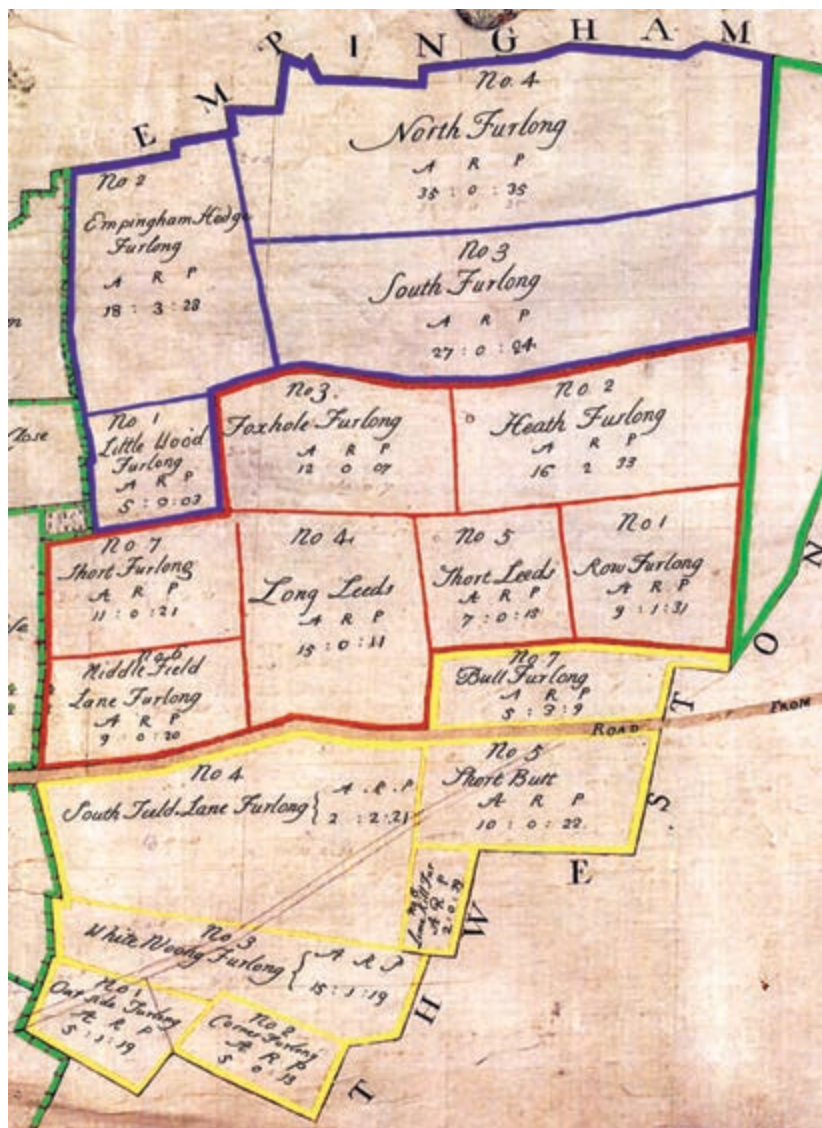 EMPINGHAM
No. 4
North Furlong
A R P
35 : 0 : 35
No 2
Empingham Hedge
Furlong
A R P
18 : 3 : 28
No 3
South Furlong
A R P
27 : 0 : 24
No 1
Little Wood
Furlong
A R P
5 : 0 : 03
No 3.
Foxhole Furlong
A R P
12 0 07
No 2
Heath Furlong
A R P
16 2 33
Close
No 7
Short Furlong
A R P
11 : 0 : 21
No 4
Long Leeds
A R P
15 : 0 : 11
No 5
Short Leeds
A R P
7 : 0 : 13
No 1
Row Furlong
A R P
9 : 1 : 31
No 6
Middle Field
Lane Furlong
A R P
9 : 0 : 20
No 7
Butt Furlong
A R P
5 : 3 : 9
ROAD
FROM
No 4
South Field Lane Furlong
A R P
2 : 2 : 21
No 5
Short Butt
A R P
10 : 0 : 22
No 6
A R P
No 3
White Woong Furlong
A R P
15 : 1 : 19
No 1
Out side Furlong
A R P
5 : 1 : 19
No 2
Corner Furlong
A R P
5 0 13
NOTSEWHT